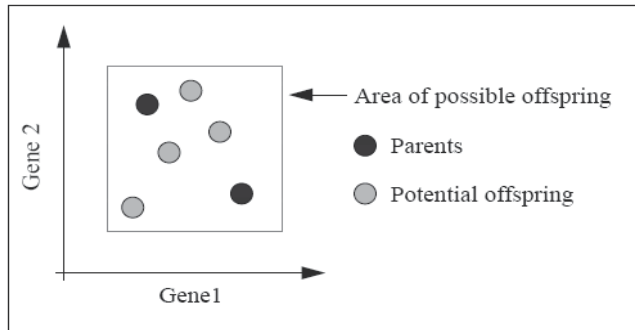 Gene 2
Area of possible offspring
Parents
Potential offspring
Gene1